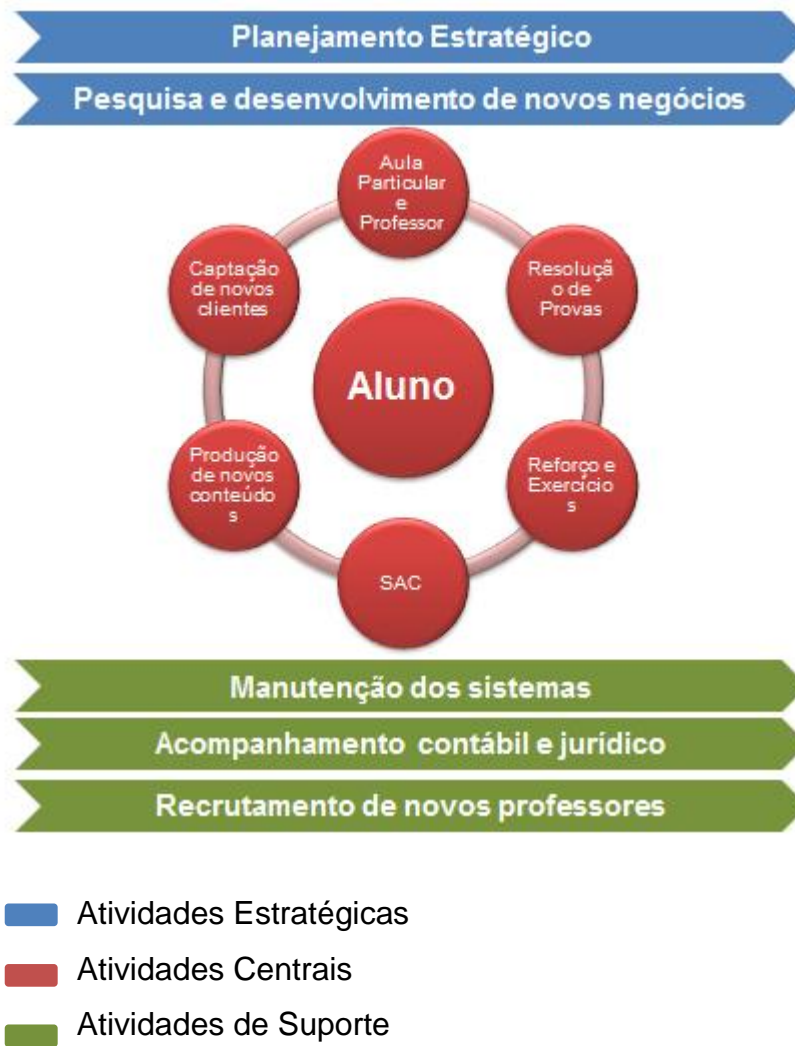 Planejamento Estratégico
Pesquisa e desenvolvimento de novos negócios
Aula
Particular
e
Professor
Captação
de novos
clientes
Resoluçã
o de
Provas
Aluno
Produção
de novos
conteúdo
s
Reforço e
Exercício
s
SAC
Manutenção dos sistemas
Acompanhamento contábil e jurídico
Recrutamento de novos professores
Atividades Estratégicas
Atividades Centrais
Atividades de Suporte